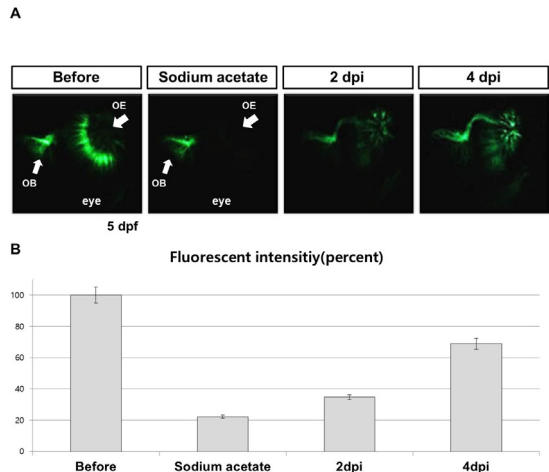 A
Before
Sodium acetate
2 dpi
4 dpi
OE
OB
eye
OE
OB
eye
5 dpf
B
Fluorescent intensitiy(percent)
100
80
60
40
20
0
Before
Sodium acetate
2dpi
4dpi